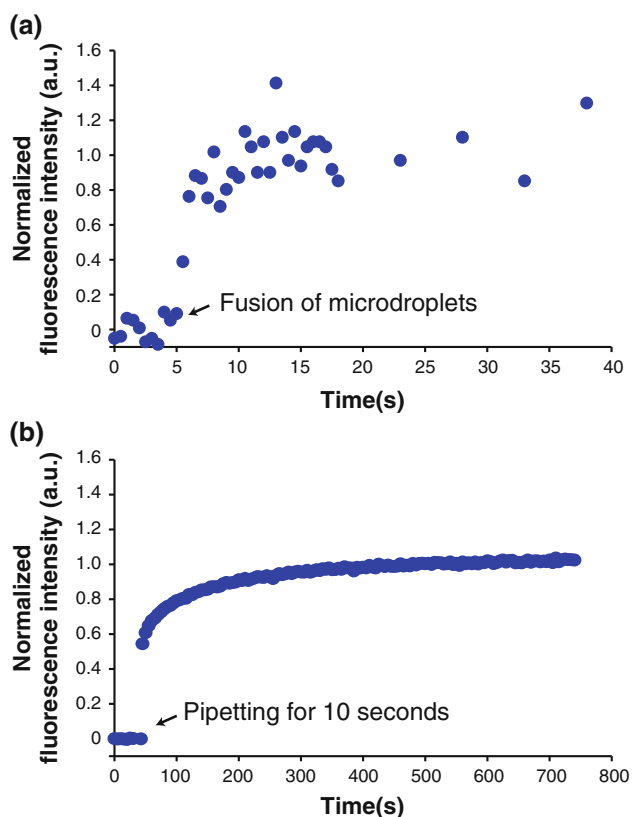 (a)
Normalized
fluorescence intensity (a.u.)
1.6
1.4
1.2
1.0
0.8
0.6
0.4
0.2
0
Fusion of microdroplets
0 5 10 15 20 25 30 35 40
Time(s)
(b)
Normalized
fluorescence intensity (a.u.)
1.6
1.4
1.2
1.0
0.8
0.6
0.4
0.2
0
Pipetting for 10 seconds
0 100 200 300 400 500 600 700 800
Time(s)